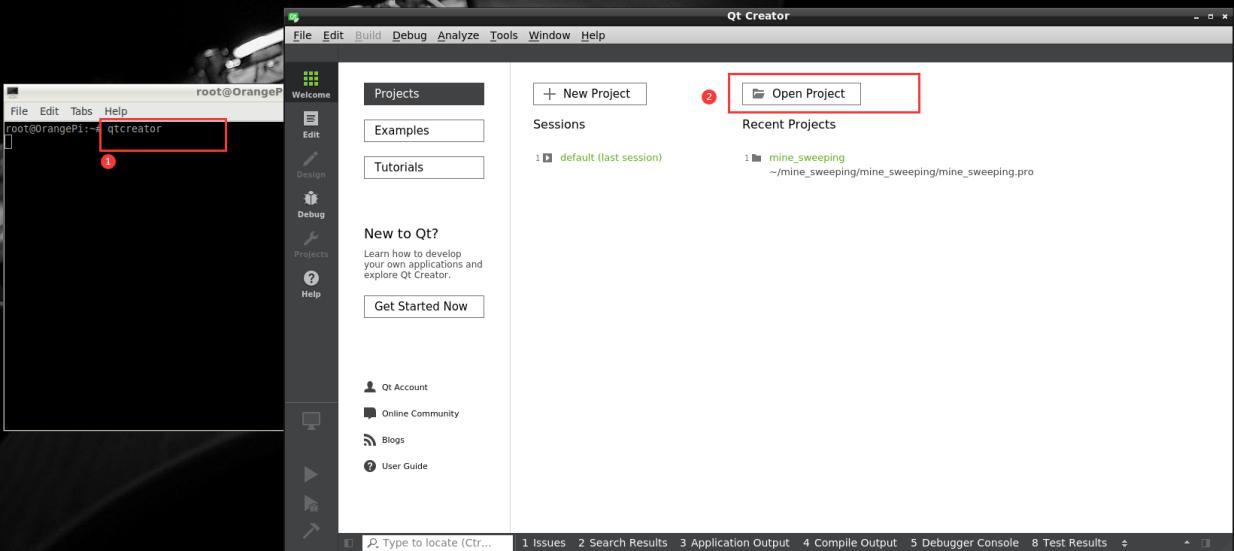 Qt Creator
File Edit Build Debug Analyze Tools Window Help
root@OrangeP
File Edit Tabs Help
root@OrangePi:~# qtcreator
1
Welcome
Edit
Design
Debug
Projects
Help
Projects
Examples
Tutorials
New to Qt?
Learn how to develop
your own applications and
explore Qt Creator.
Get Started Now
Qt Account
Online Community
Blogs
User Guide
New Project
2
Open Project
Sessions
Recent Projects
1 default (last session)
1 mine_sweeping
~/mine_sweeping/mine_sweeping/mine_sweeping.pro
Type to locate (Ctr... 1 Issues 2 Search Results 3 Application Output 4 Compile Output 5 Debugger Console 8 Test Results